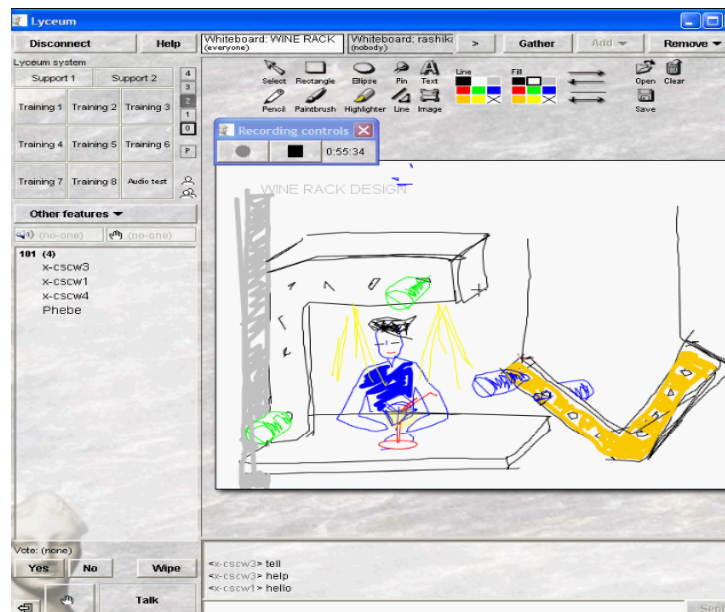 Lyceum
Disconnect
Help
Whiteboard: WINE RACK
(everyone)
Whiteboard: rashika
(nobody)
>
Gather
Add
Remove
Lyceum system
Support 1
Support 2
4
3
2
1
0
P
Training 1
Training 2
Training 3
Training 4
Training 5
Training 6
Training 7
Training 8
Audio test
Select
Rectangle
Ellipse
Pin
Text
Line
Fill
Open
Clear
Pencil
Paintbrush
Highlighter
Line
Image
Save
Recording controls
0:55:34
Other features
(no-one)
(no-one)
WINE RACK DESIGN
101 (4)
x-cscw3
x-cscw1
x-cscw4
Phebe
Vote: (none)
Yes
No
Wipe
Talk
<x-cscw3> tell
<x-cscw3> help
<x-cscw1> hello
Send